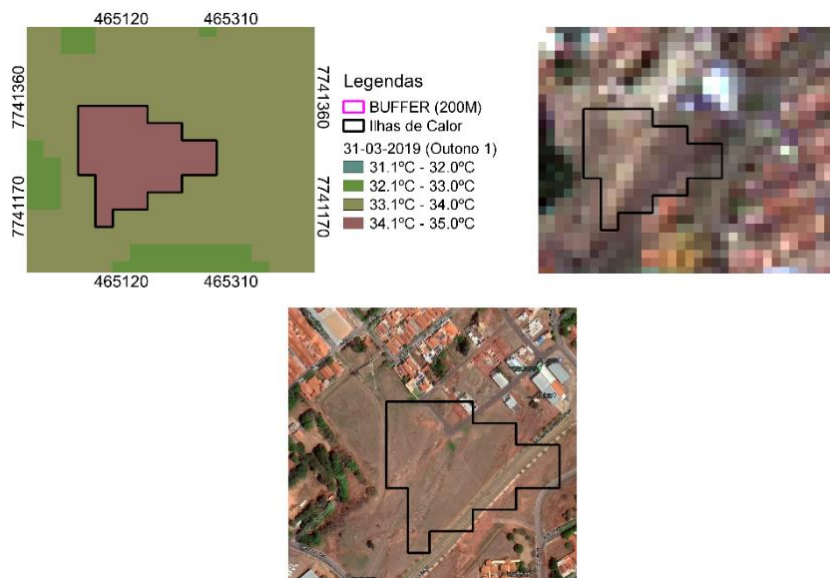 465120 465310
7741360
7741170
7741360
7741170
465120 465310
Legendas
BUFFER (200M)
Ilhas de Calor
31-03-2019 (Outono 1)
31.1ºC - 32.0ºC
32.1ºC - 33.0ºC
33.1ºC - 34.0ºC
34.1ºC - 35.0ºC